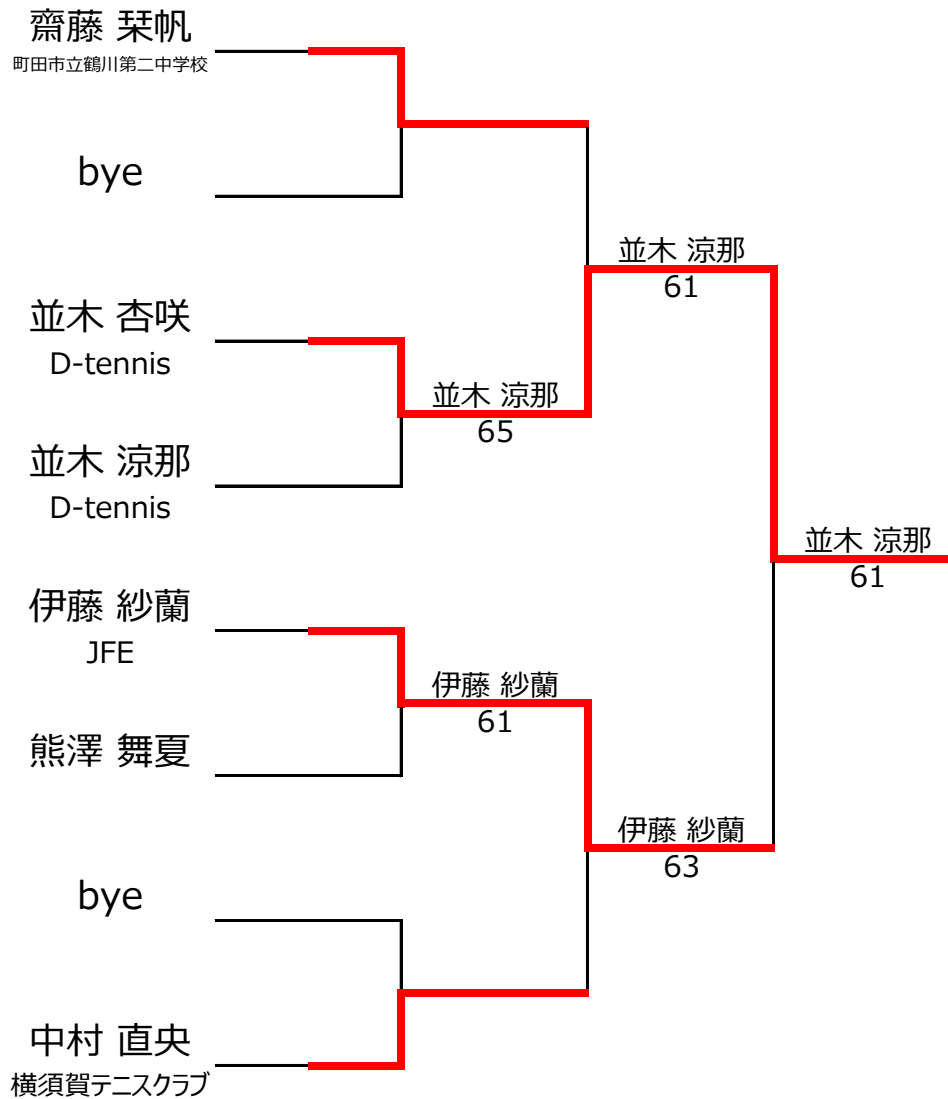 齋藤 栞帆
町田市立鶴川第二中学校
bye
並木 杏咲
D-tennis
並木 涼那
D-tennis
伊藤 紗蘭
JFE
熊澤 舞夏
bye
中村 直央
横須賀テニスクラブ
並木 涼那
65
伊藤 紗蘭
61
並木 涼那
61
伊藤 紗蘭
63
並木 涼那
61